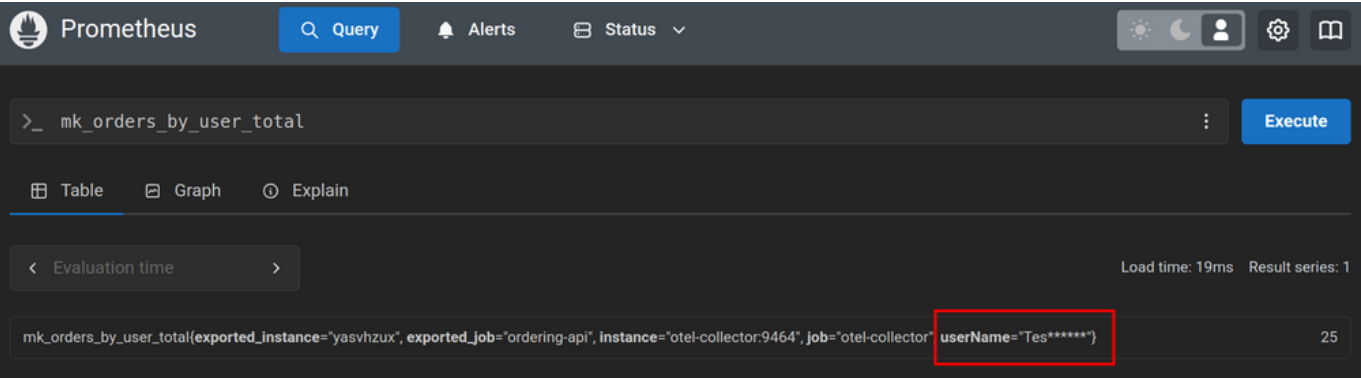 Prometheus Query Alerts Status
>_ mk_orders_by_user_total Execute
Table Graph Explain
Evaluation time Load time: 19ms Result series: 1
mk_orders_by_user_total{exported_instance="yasvhzux", exported_job="ordering-api", instance="otel-collector:9464", job="otel-collector", userName="Tes******"} 25